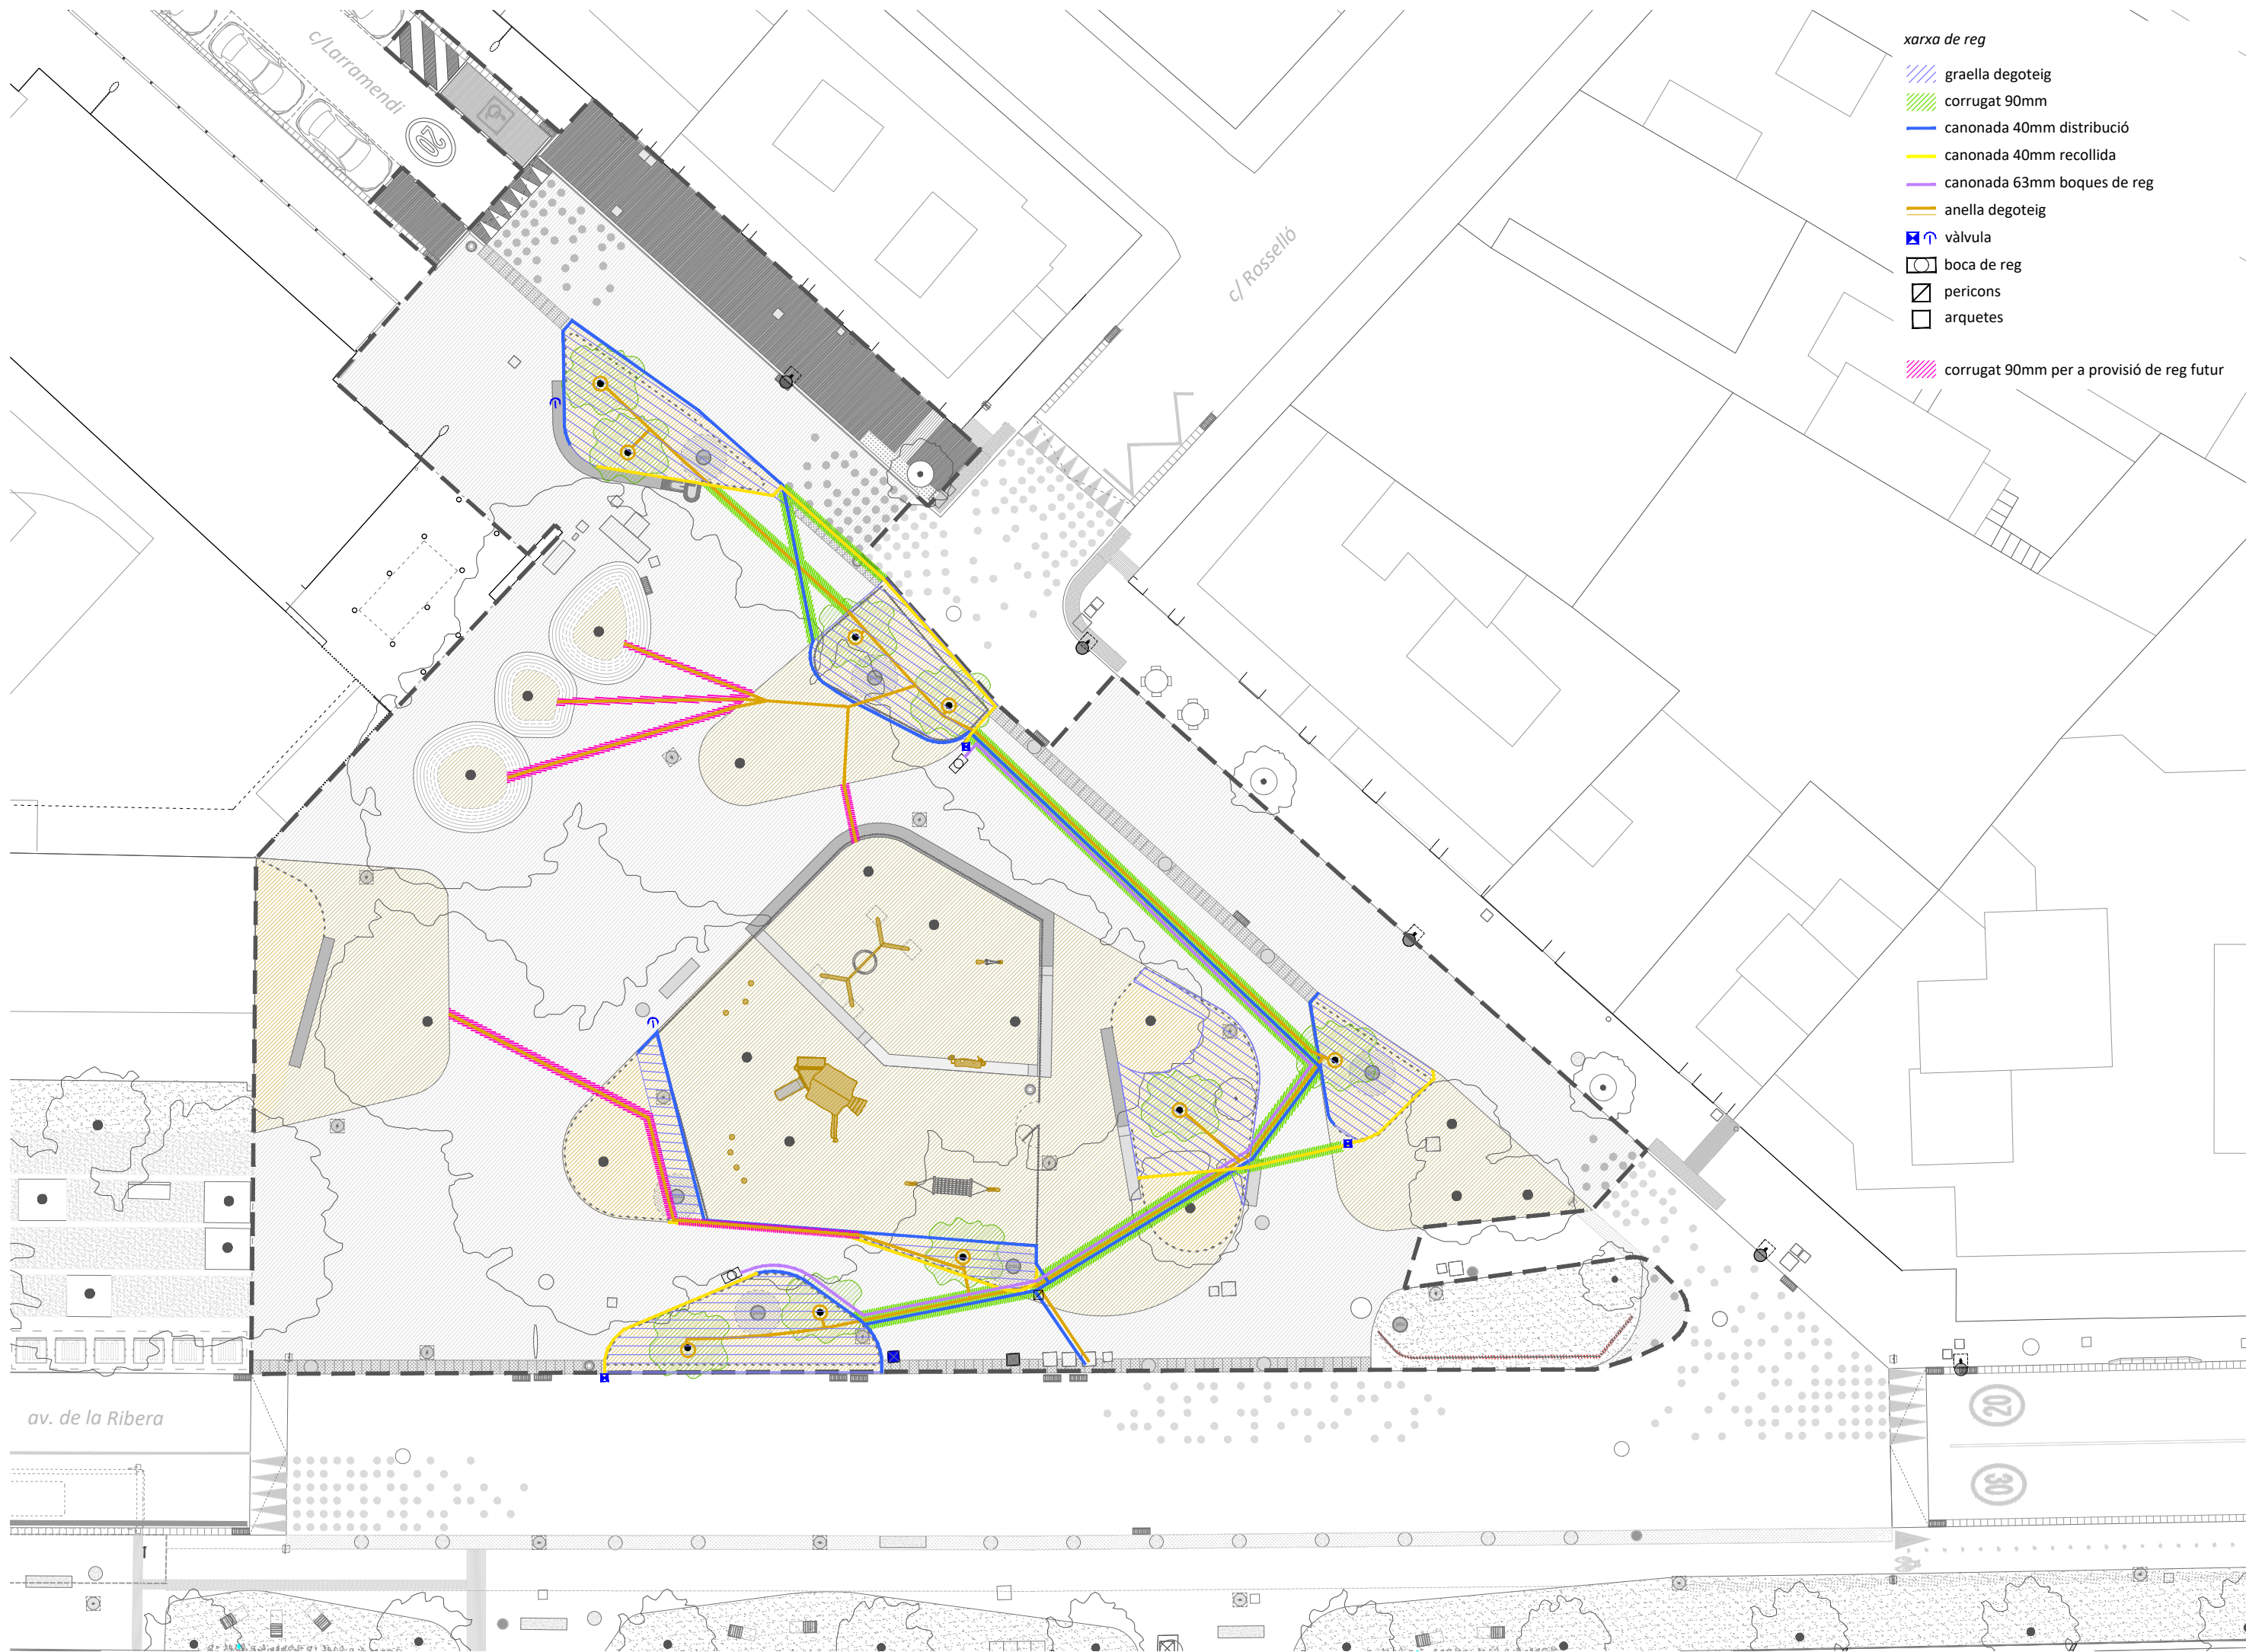 xarxa de reg
graella degoteig
corrugat 90mm
canonada 40mm distribució
canonada 40mm recollida
canonada 63mm boques de reg
anella degoteig
vàlvula
boca de reg
pericons
arquetes
corrugat 90mm per a provisió de reg futur
c/Larramendi
20
c/ Rosselló
av. de la Ribera
20
30